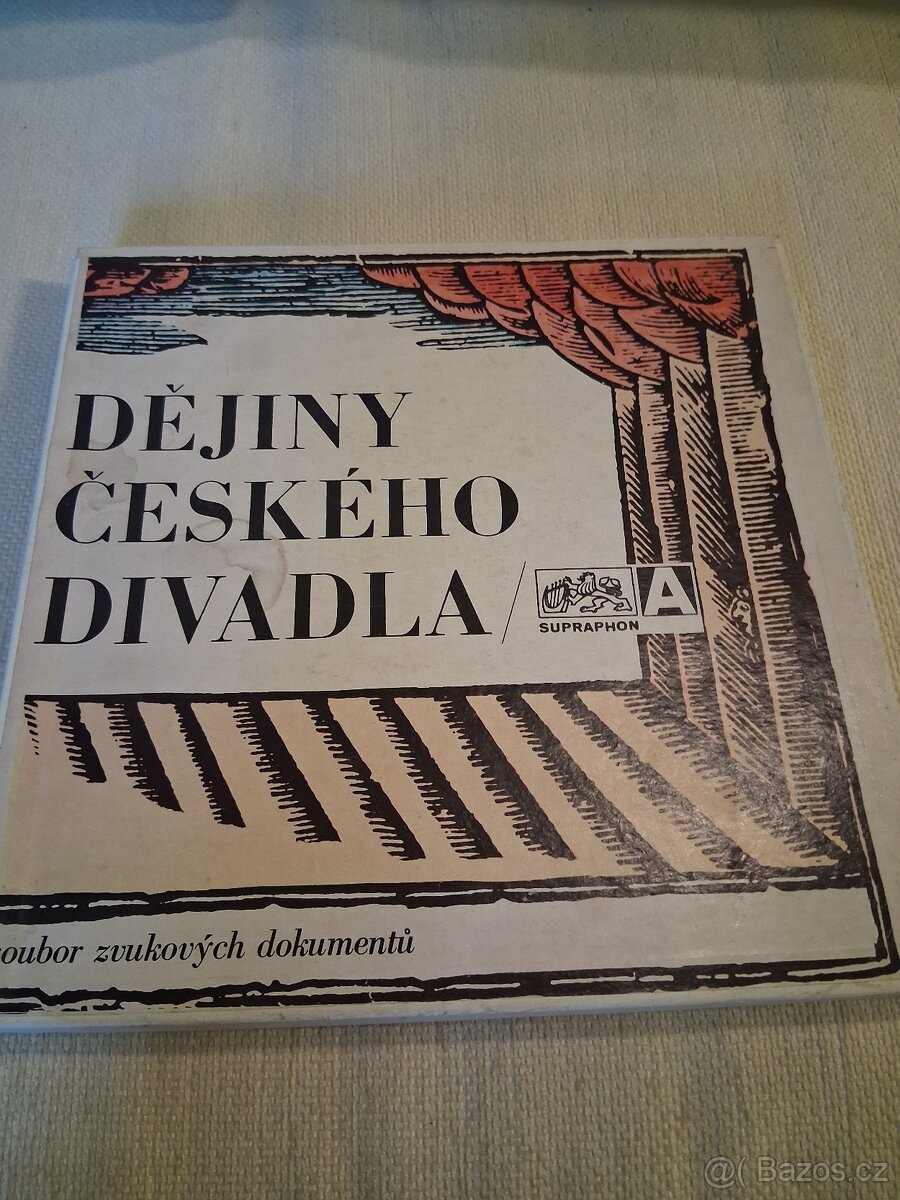 DĚJINY
ČESKÉHO
DIVADLA/
A
SUPRAPHON
oubor zvukových dokumentů
@( Bazos.cz